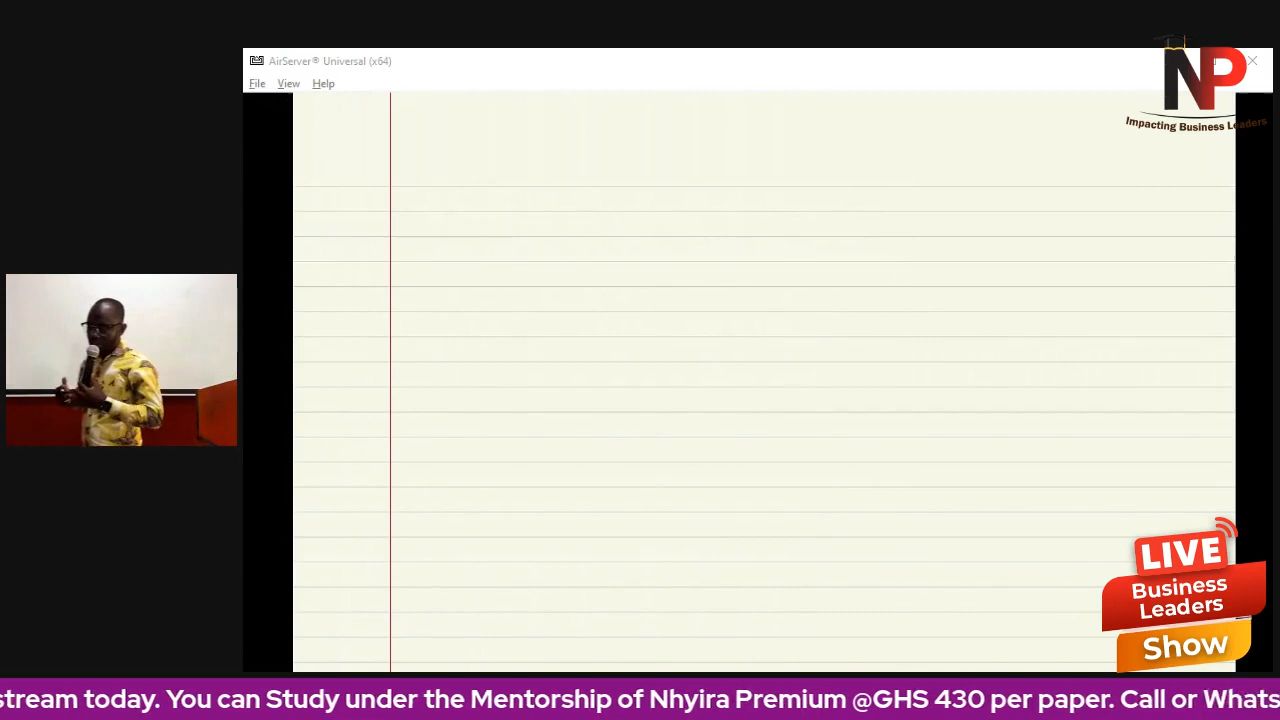 AirServer® Universal (x64)
File View Help
NP
Impacting Business Leaders
LIVE
Business
Leaders
Show
stream today. You can Study under the Mentorship of Nhyira Premium @GHS 430 per paper. Call or Whats